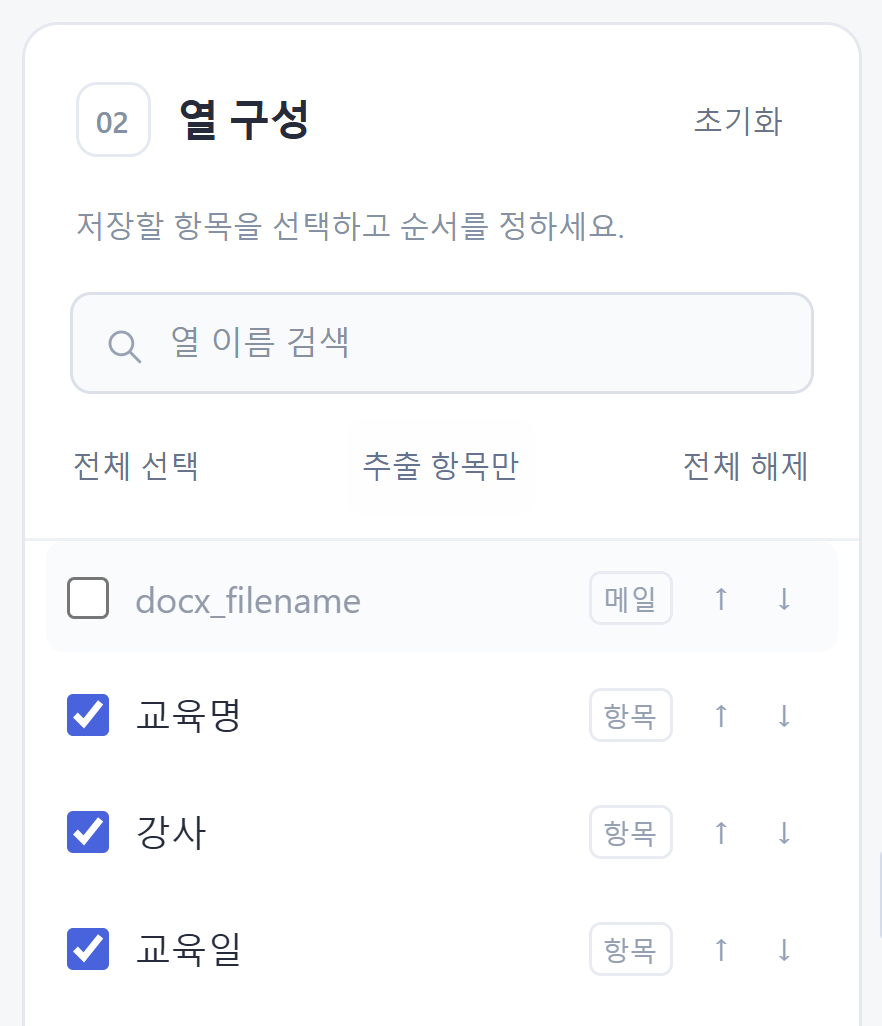 02 열 구성 초기화
저장할 항목을 선택하고 순서를 정하세요.
열 이름 검색
전체 선택 추출 항목만 전체 해제
docx_filename 메일 ↑ ↓
교육명 항목 ↑ ↓
강사 항목 ↑ ↓
교육일 항목 ↑ ↓